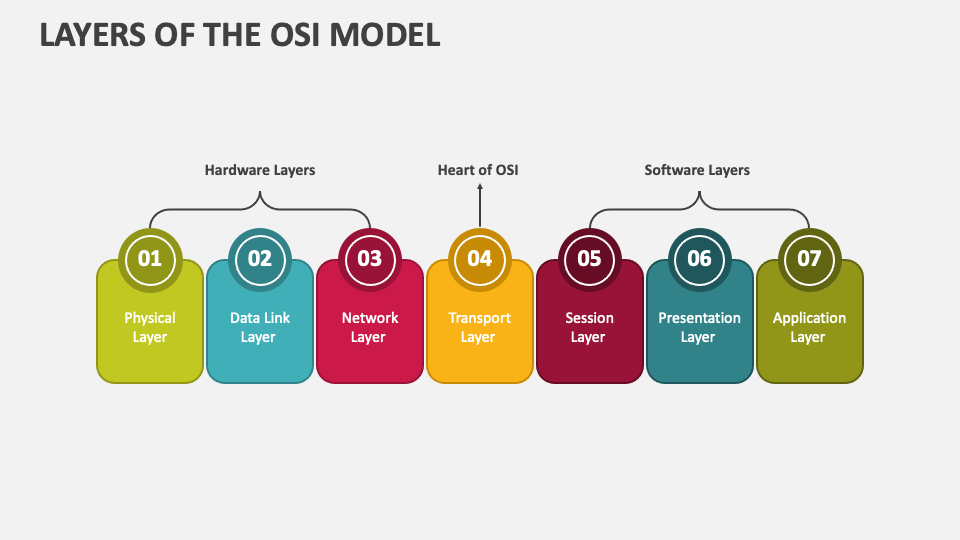 LAYERS OF THE OSI MODEL
Hardware Layers
Heart of OSI
Software Layers
01
02
03
04
05
06
07
Physical
Layer
Data Link
Layer
Network
Layer
Transport
Layer
Session
Layer
Presentation
Layer
Application
Layer